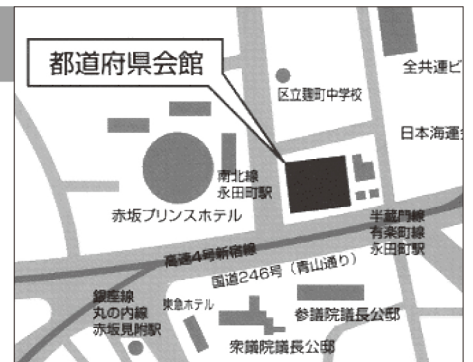 都道府県会館
全共連ビ
区立麹町中学校
日本海運
南北線
永田町駅
赤坂プリンスホテル
半蔵門線
有楽町線
永田町駅
高速4号新宿線
国道246号（青山通り）
銀座線
丸の内線
赤坂見附駅
東急ホテル
参議院議長公邸
衆議院議長公邸